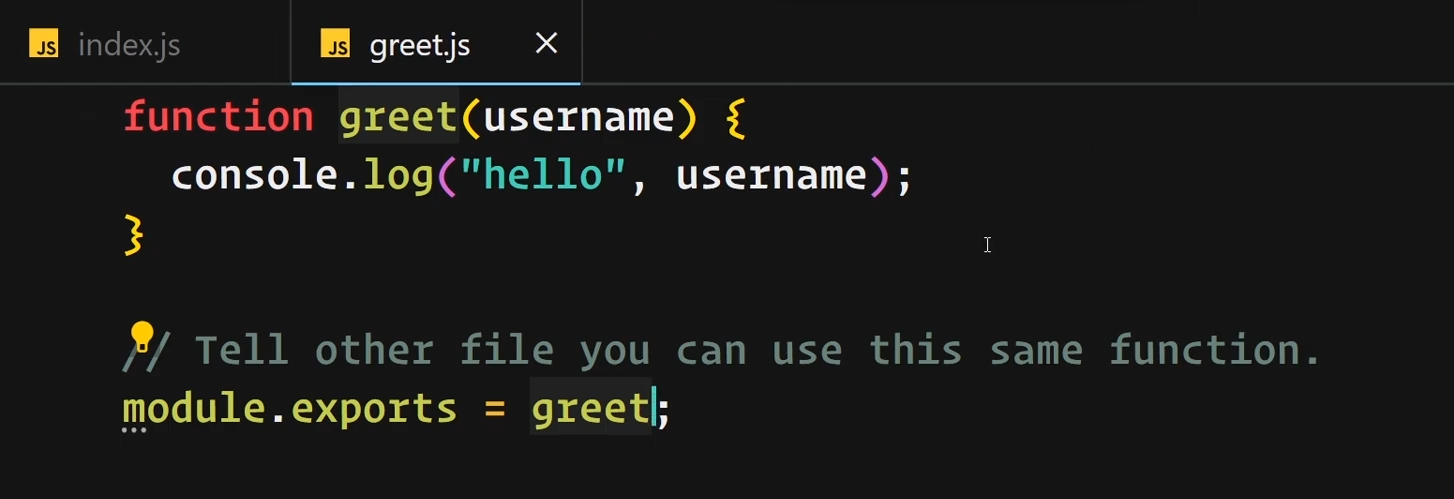 JS index.js JS greet.js
function greet(username) {
  console.log("hello", username);
}
// Tell other file you can use this same function.
module.exports = greet;